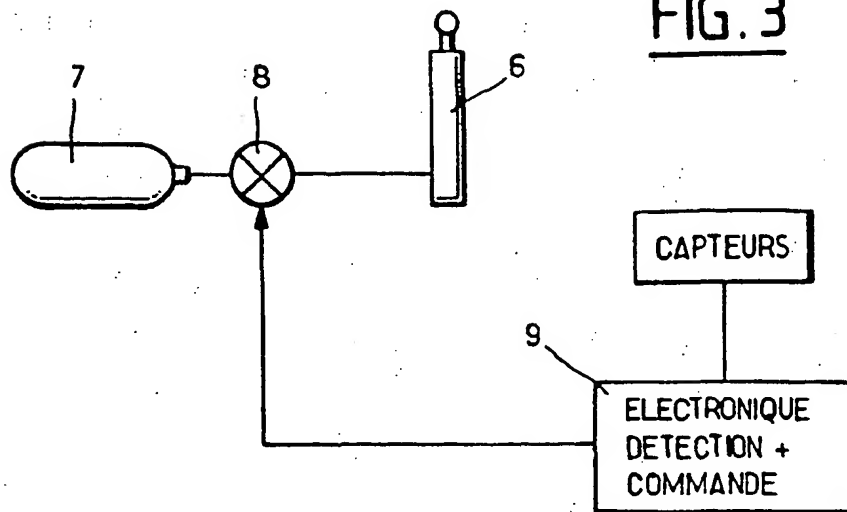 FIG. 3
7
8
6
CAPTEURS
9
ELECTRONIQUE
DETECTION +
COMMANDE